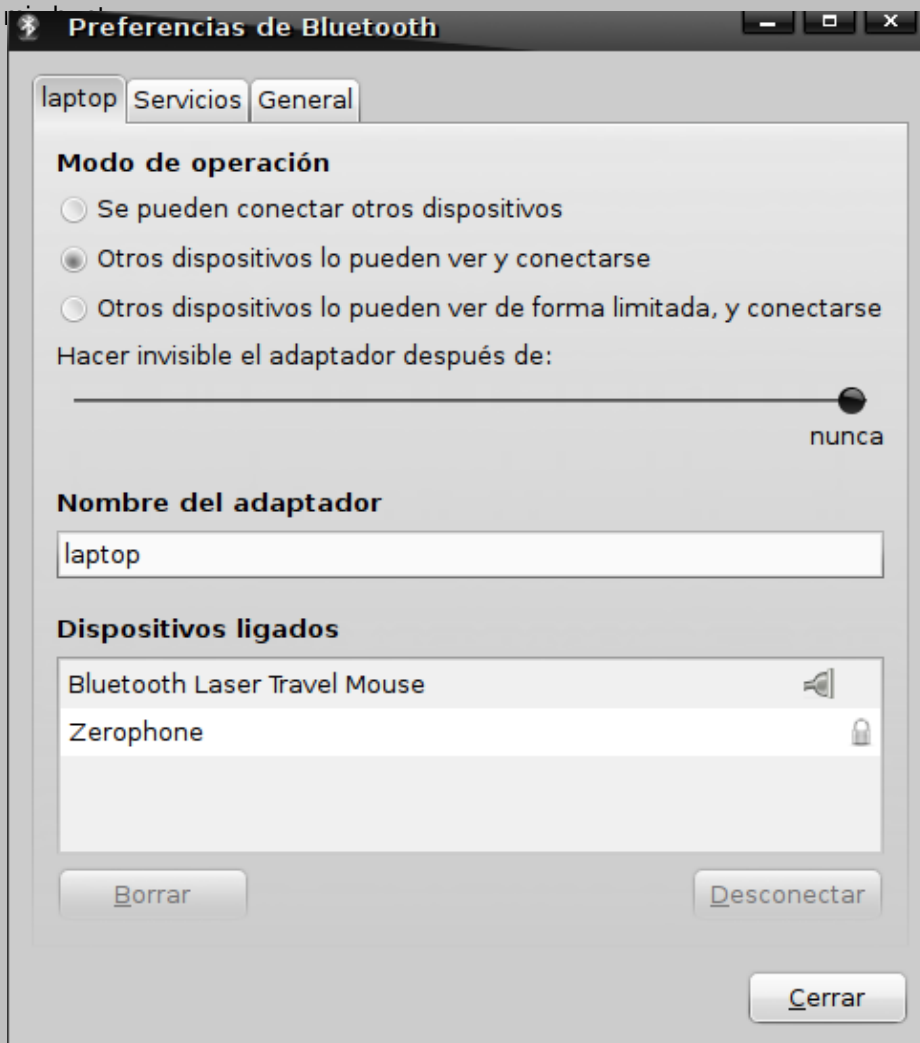 Preferencias de Bluetooth
laptop Servicios General
Modo de operación
Se pueden conectar otros dispositivos
Otros dispositivos lo pueden ver y conectarse
Otros dispositivos lo pueden ver de forma limitada, y conectarse
Hacer invisible el adaptador después de:
nunca
Nombre del adaptador
laptop
Dispositivos ligados
Bluetooth Laser Travel Mouse
Zerophone
Borrar Desconectar
Cerrar